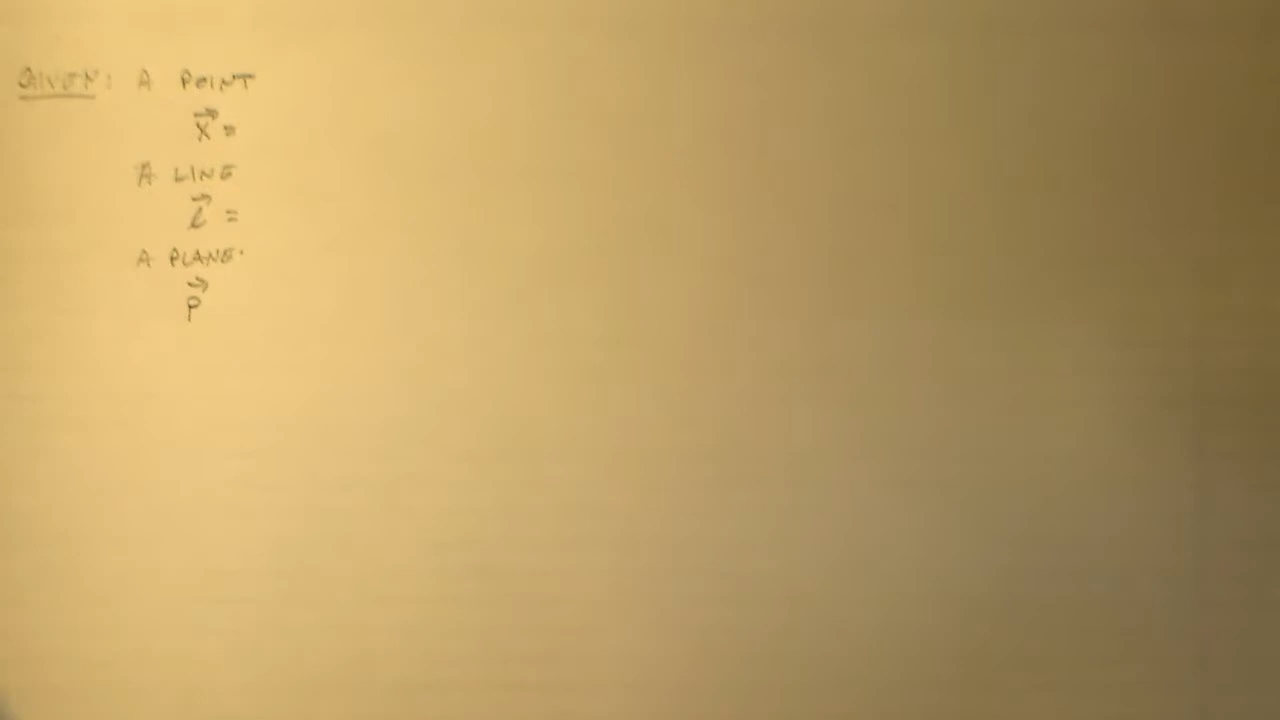 GIVEN: A POINT
x⃗ =
A LINE
l⃗ =
A PLANE
p⃗